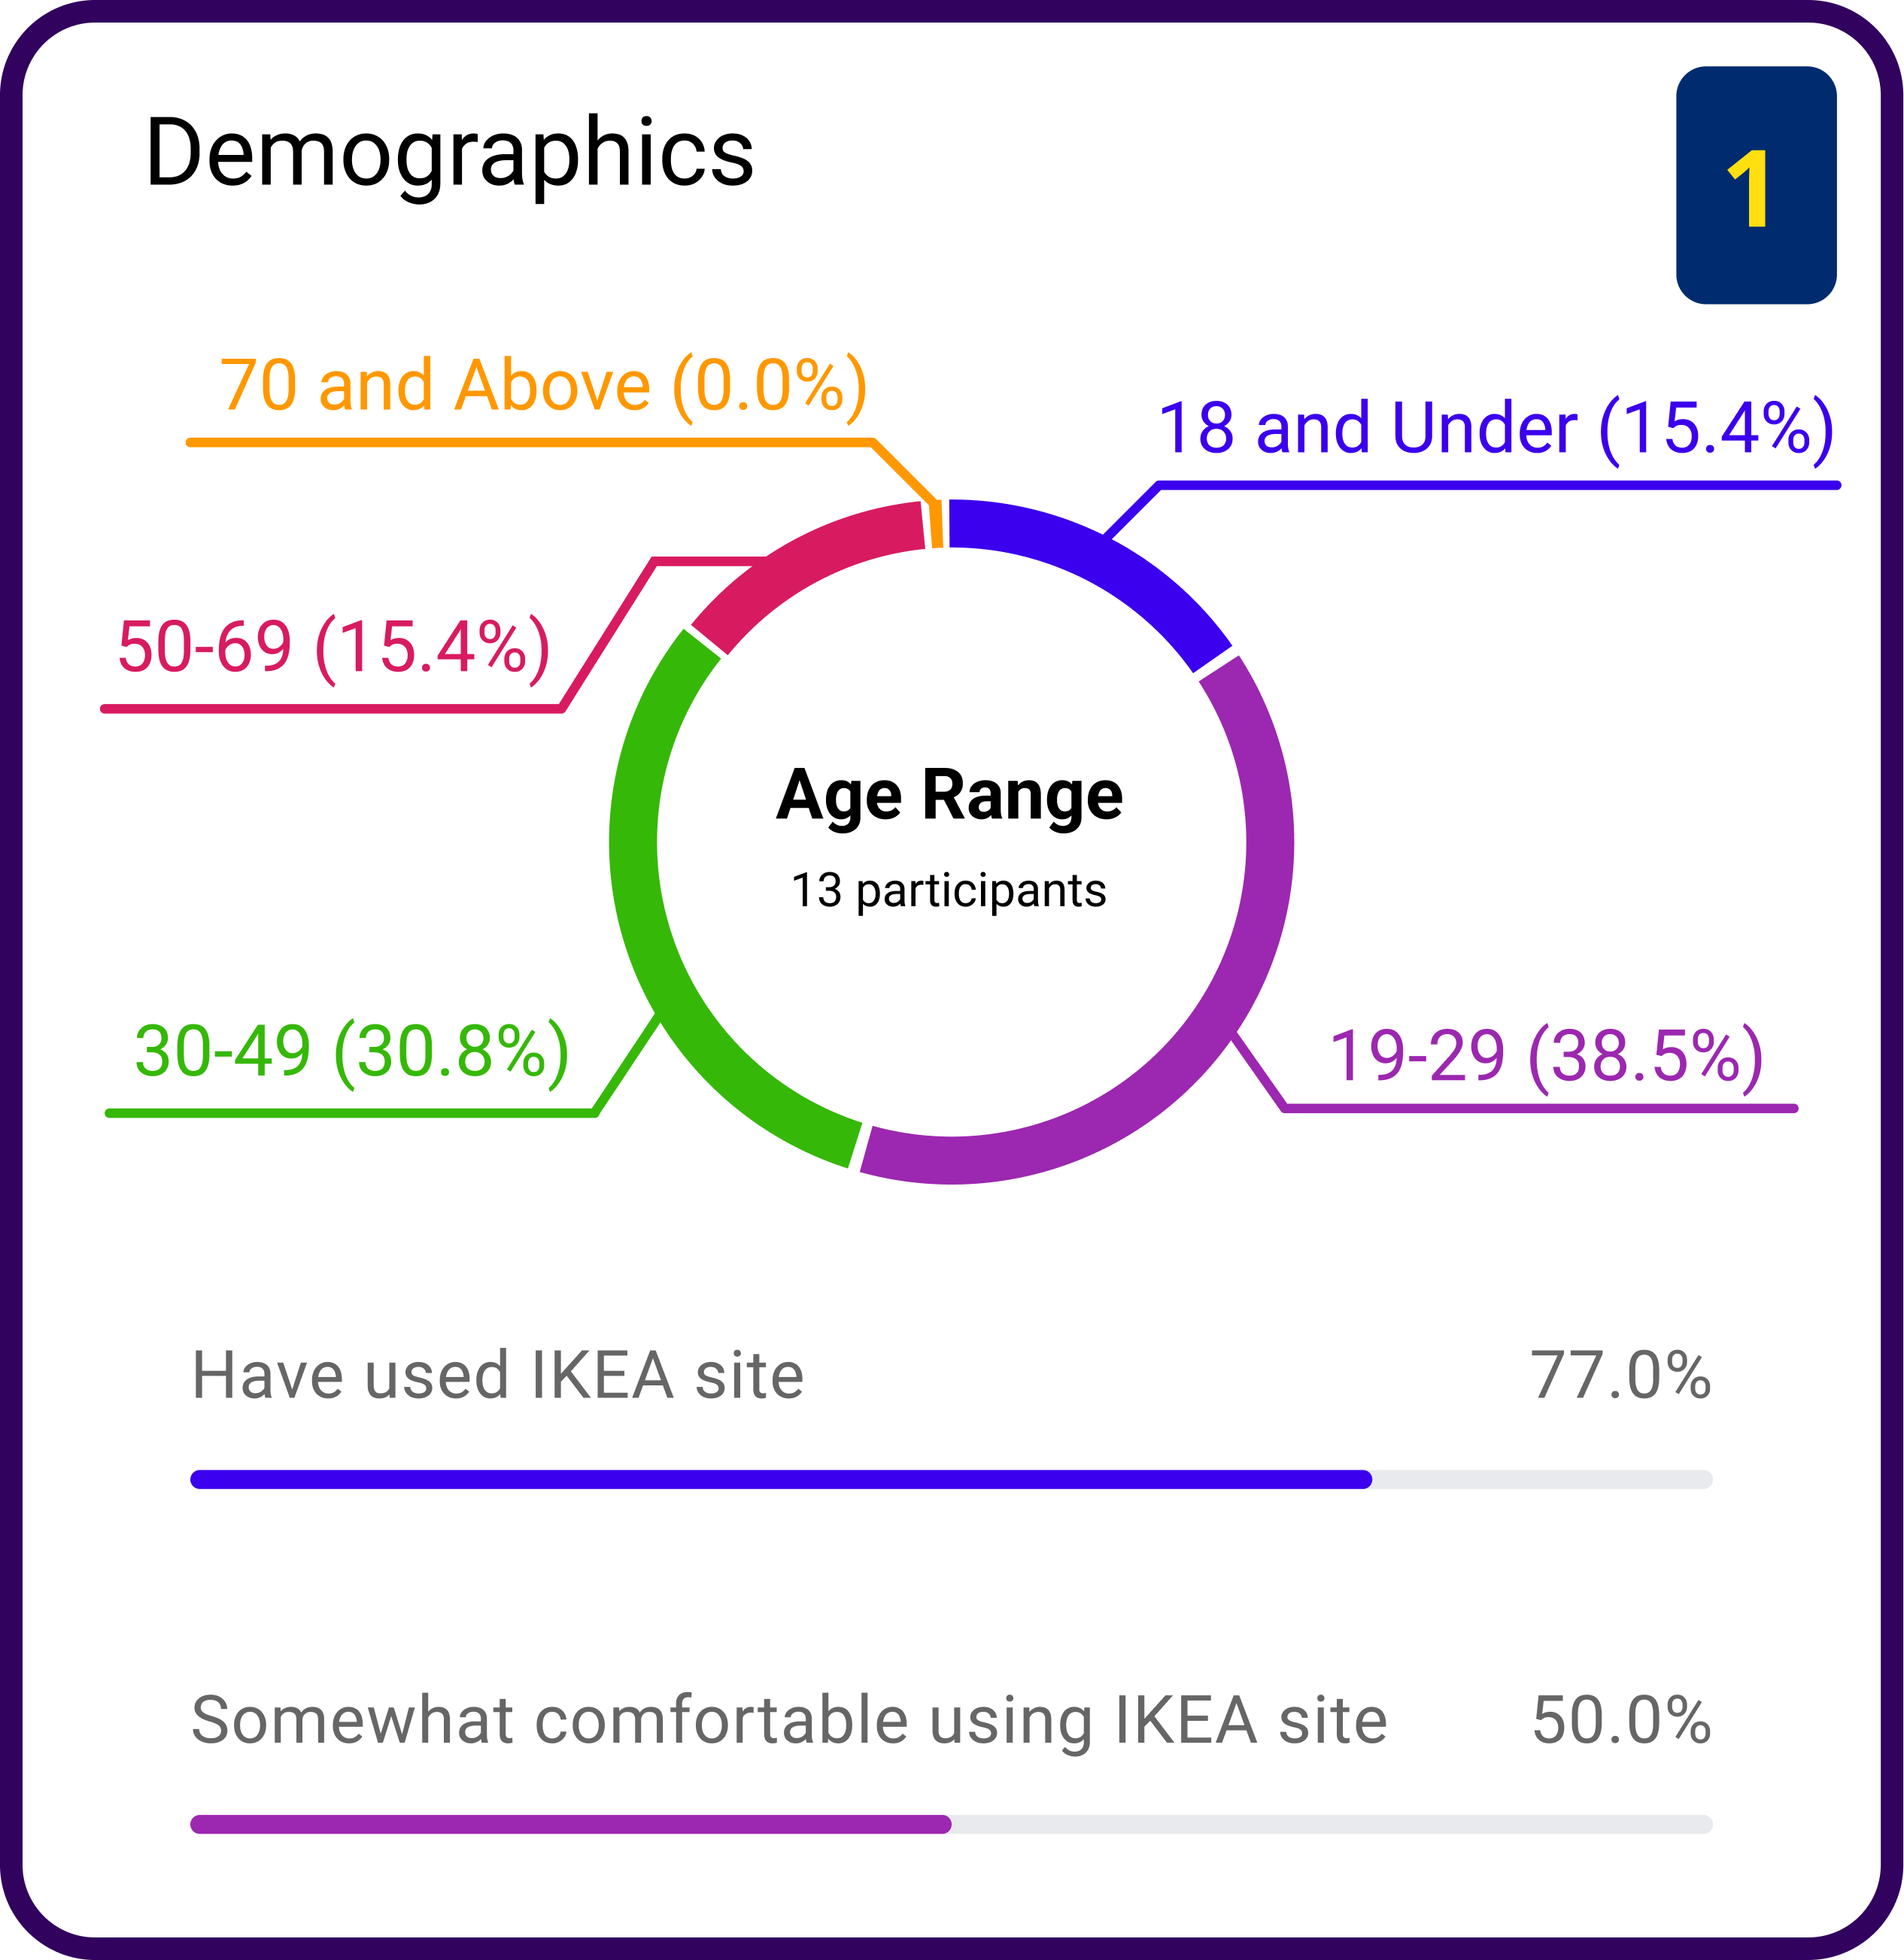 Demographics
1
70 and Above (0.0%)
18 and Under (15.4%)
50-69 (15.4%)
Age Range
13 participants
30-49 (30.8%)
19-29 (38.5%)
Have used IKEA site 77.0%
Somewhat comfortable using IKEA site 50.0%